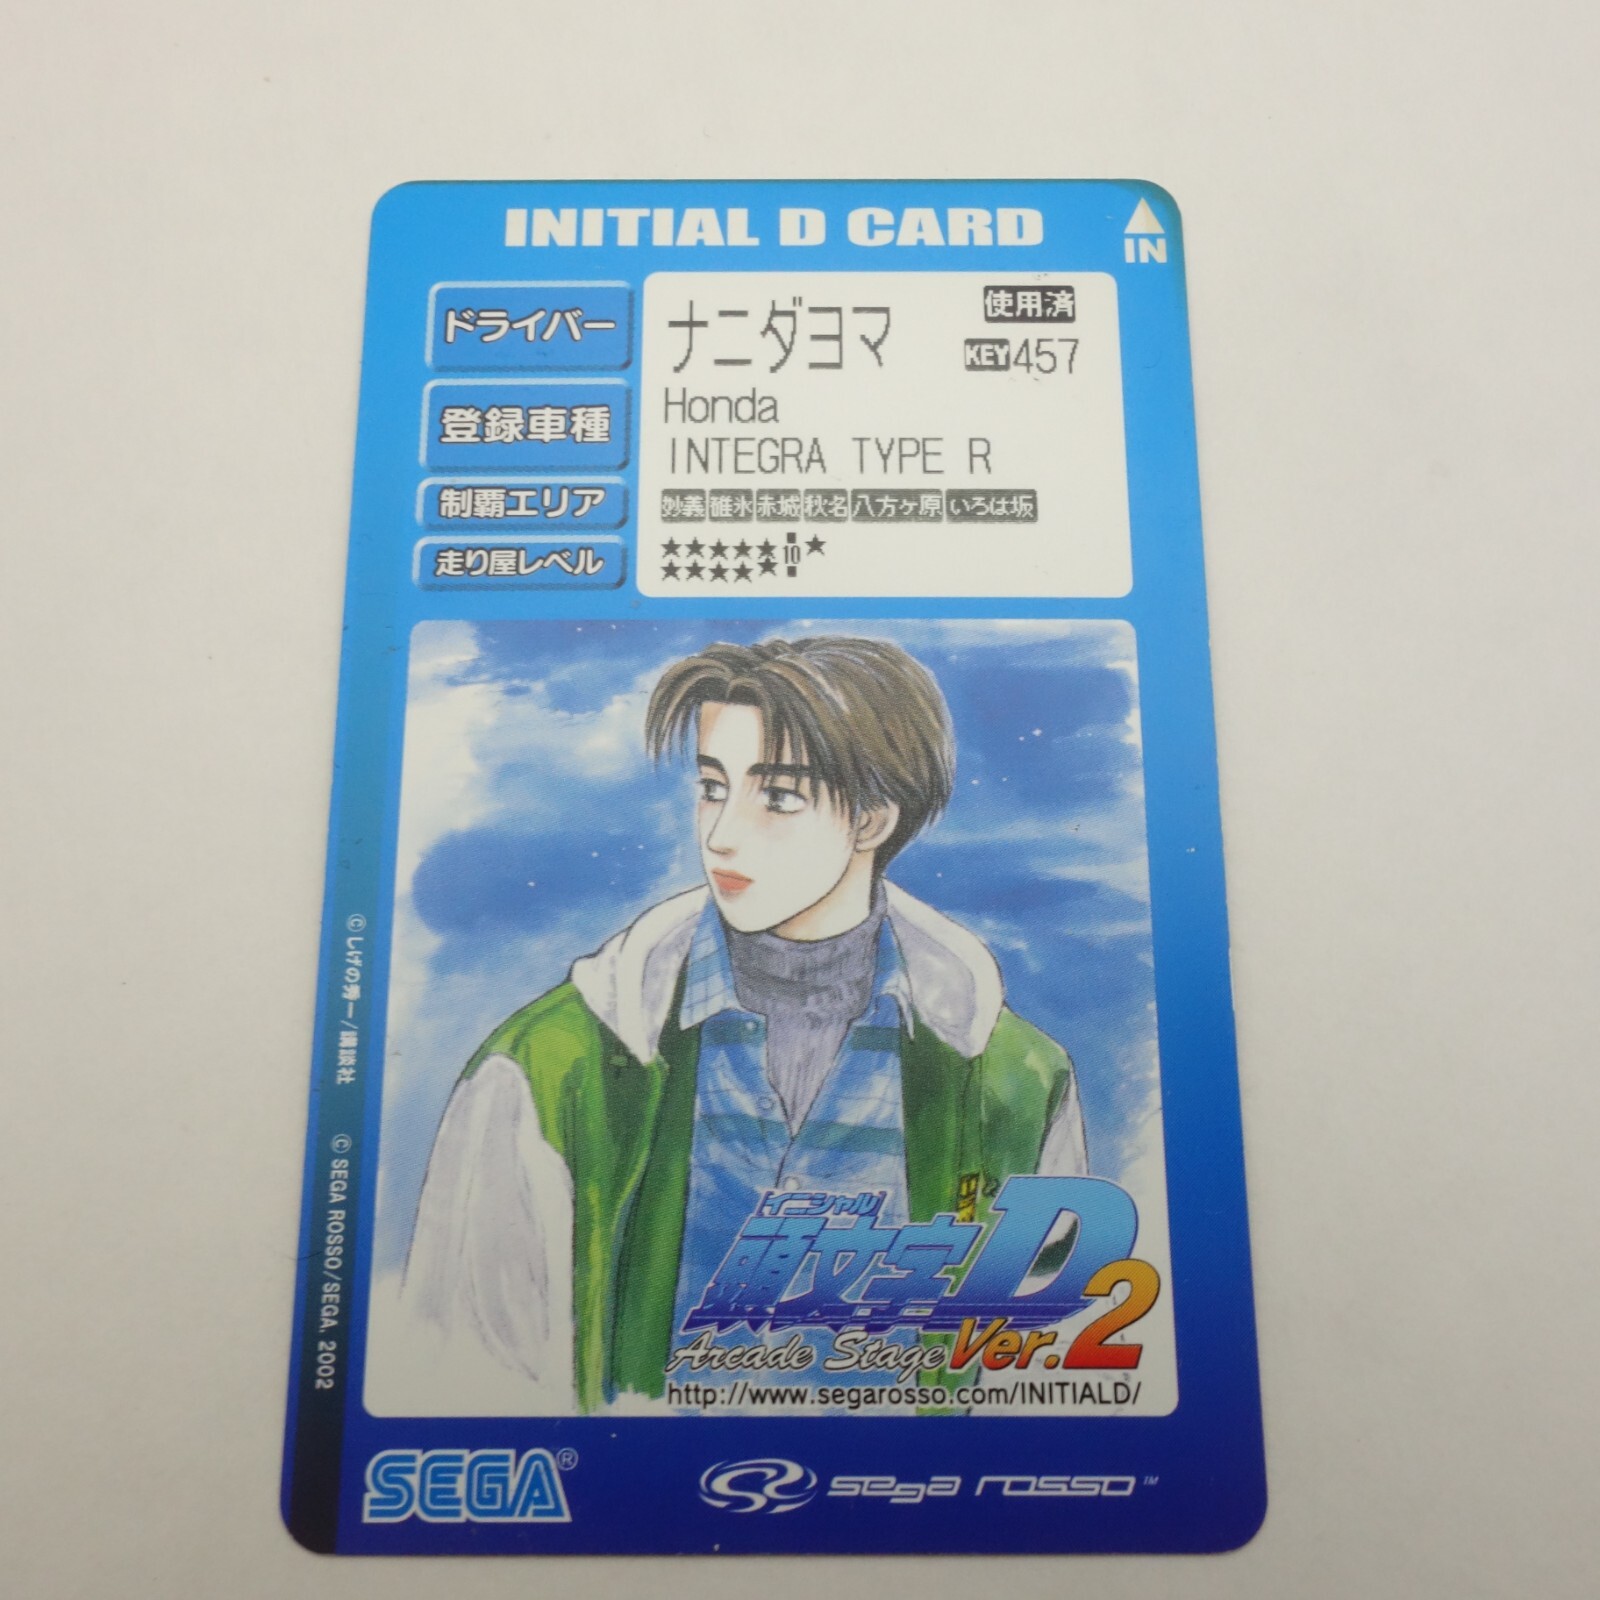 INITIAL D CARD
IN
ドライバー
ナニダヨマ
使用済
KEY457
登録車種
Honda
INTEGRA TYPE R
制覇エリア
妙義 碓氷 赤城 秋名 八方ヶ原 いろは坂
走り屋レベル
★★★★★10★
★★★★★
©しげの秀一/講談社 © SEGA ROSSO/SEGA, 2002
イニシャル
頭文字D
Arcade Stage Ver.2
http://www.segarosso.com/INITIALD/
SEGA®
sega rosso™